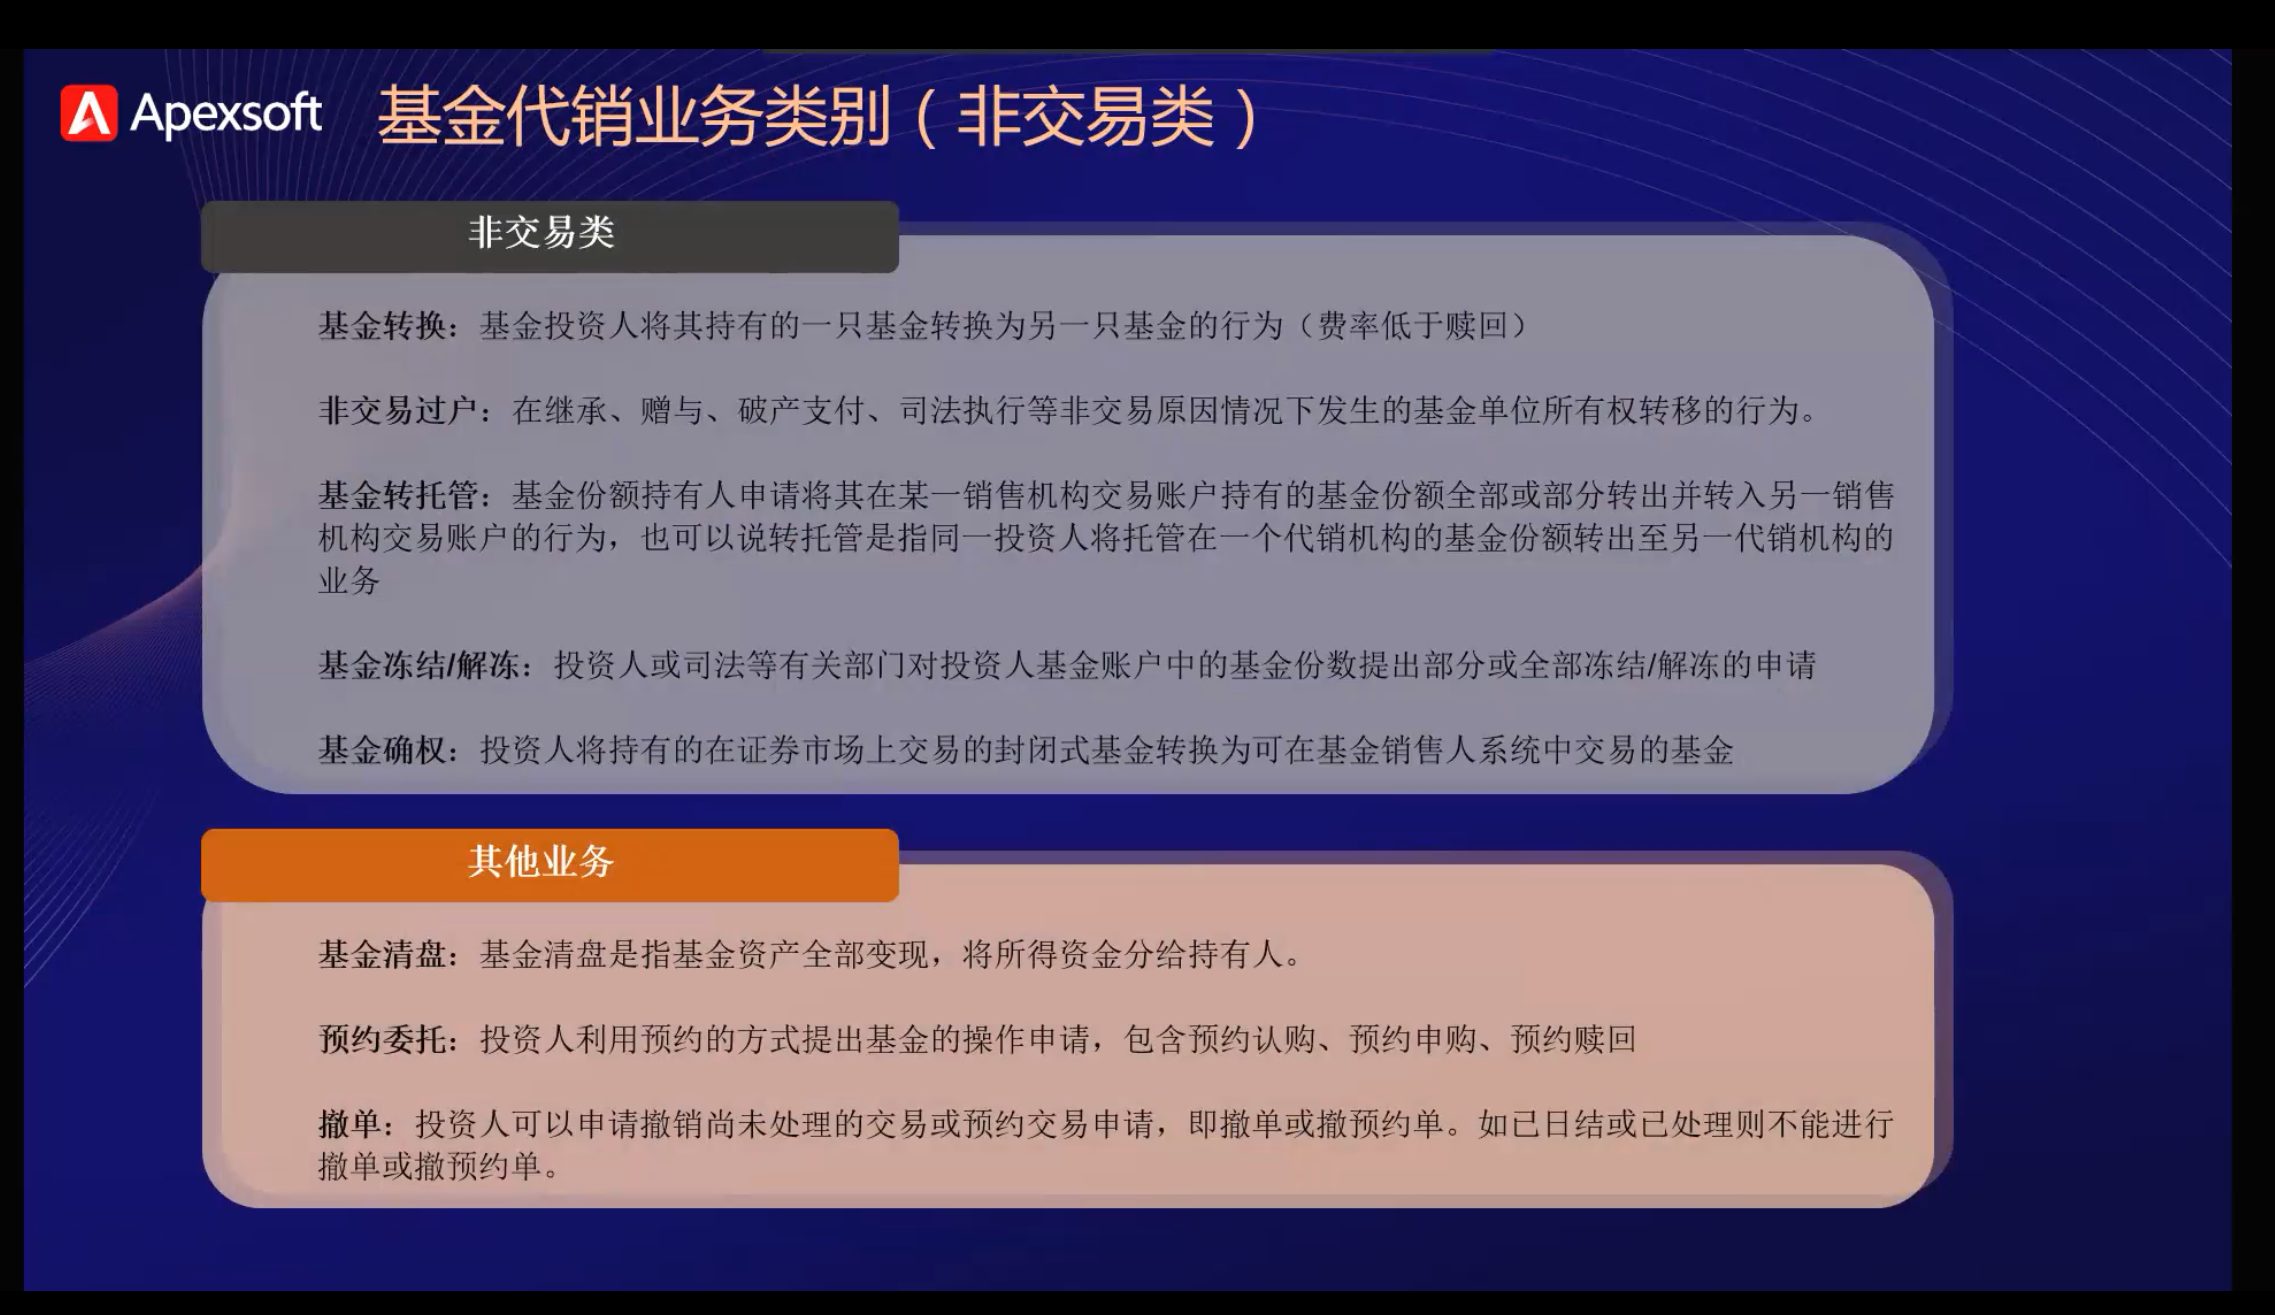 Apexsoft
基金代销业务类别（非交易类）
非交易类
基金转换：基金投资人将其持有的一只基金转换为另一只基金的行为（费率低于赎回）
非交易过户：在继承、赠与、破产支付、司法执行等非交易原因情况下发生的基金单位所有权转移的行为。
基金转托管：基金份额持有人申请将其在某一销售机构交易账户持有的基金份额全部或部分转出并转入另一销售
机构交易账户的行为，也可以说转托管是指同一投资人将托管在一个代销机构的基金份额转出至另一代销机构的
业务
基金冻结/解冻：投资人或司法等有关部门对投资人基金账户中的基金份数提出部分或全部冻结/解冻的申请
基金确权：投资人将持有的在证券市场上交易的封闭式基金转换为可在基金销售人系统中交易的基金
其他业务
基金清盘：基金清盘是指基金资产全部变现，将所得资金分给持有人。
预约委托：投资人利用预约的方式提出基金的操作申请，包含预约认购、预约申购、预约赎回
撤单：投资人可以申请撤销尚未处理的交易或预约交易申请，即撤单或撤预约单。如已日结或已处理则不能进行
撤单或撤预约单。